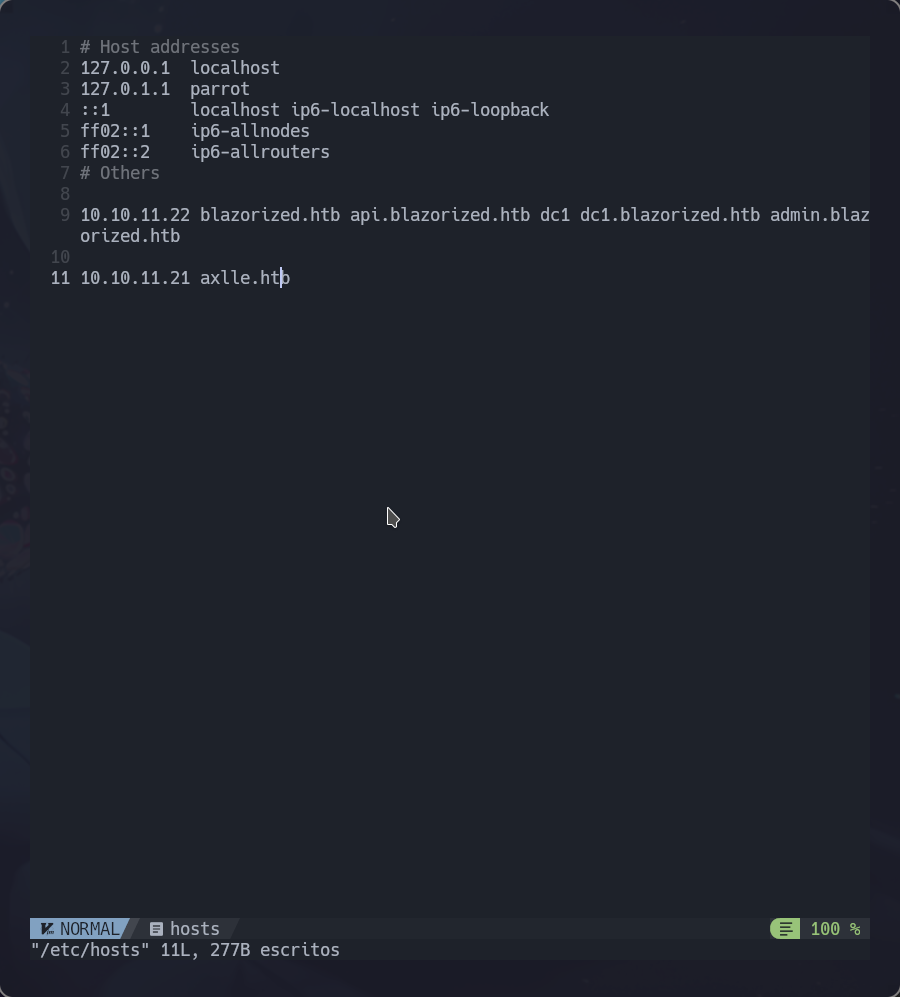 1 # Host addresses
2 127.0.0.1  localhost
3 127.0.1.1  parrot
4 ::1        localhost ip6-localhost ip6-loopback
5 ff02::1    ip6-allnodes
6 ff02::2    ip6-allrouters
7 # Others
8
9 10.10.11.22 blazorized.htb api.blazorized.htb dc1 dc1.blazorized.htb admin.blaz
orized.htb
10
11 10.10.11.21 axlle.htb
NORMAL hosts 100 %
"/etc/hosts" 11L, 277B escritos